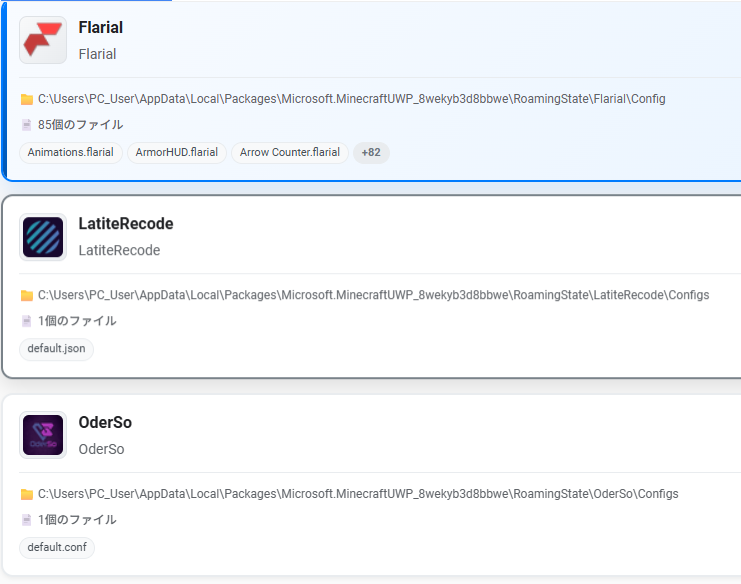 Flarial
Flarial
C:\Users\PC_User\AppData\Local\Packages\Microsoft.MinecraftUWP_8wekyb3d8bbwe\RoamingState\Flarial\Config
85個のファイル
Animations.flarial ArmorHUD.flarial Arrow Counter.flarial +82
LatiteRecode
LatiteRecode
C:\Users\PC_User\AppData\Local\Packages\Microsoft.MinecraftUWP_8wekyb3d8bbwe\RoamingState\LatiteRecode\Configs
1個のファイル
default.json
OderSo
OderSo
OderSo
C:\Users\PC_User\AppData\Local\Packages\Microsoft.MinecraftUWP_8wekyb3d8bbwe\RoamingState\OderSo\Configs
1個のファイル
default.conf